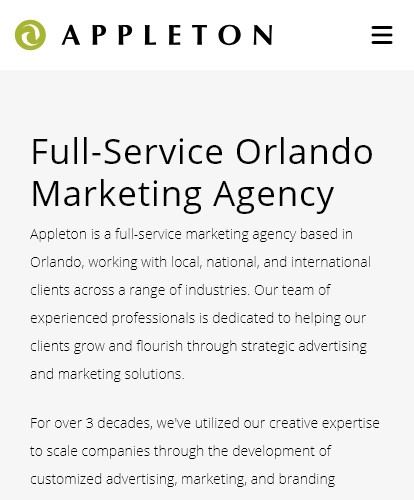 APPLETON
Full-Service Orlando
Marketing Agency
Appleton is a full-service marketing agency based in
Orlando, working with local, national, and international
clients across a range of industries. Our team of
experienced professionals is dedicated to helping our
clients grow and flourish through strategic advertising
and marketing solutions.
For over 3 decades, we've utilized our creative expertise
to scale companies through the development of
customized advertising, marketing, and branding